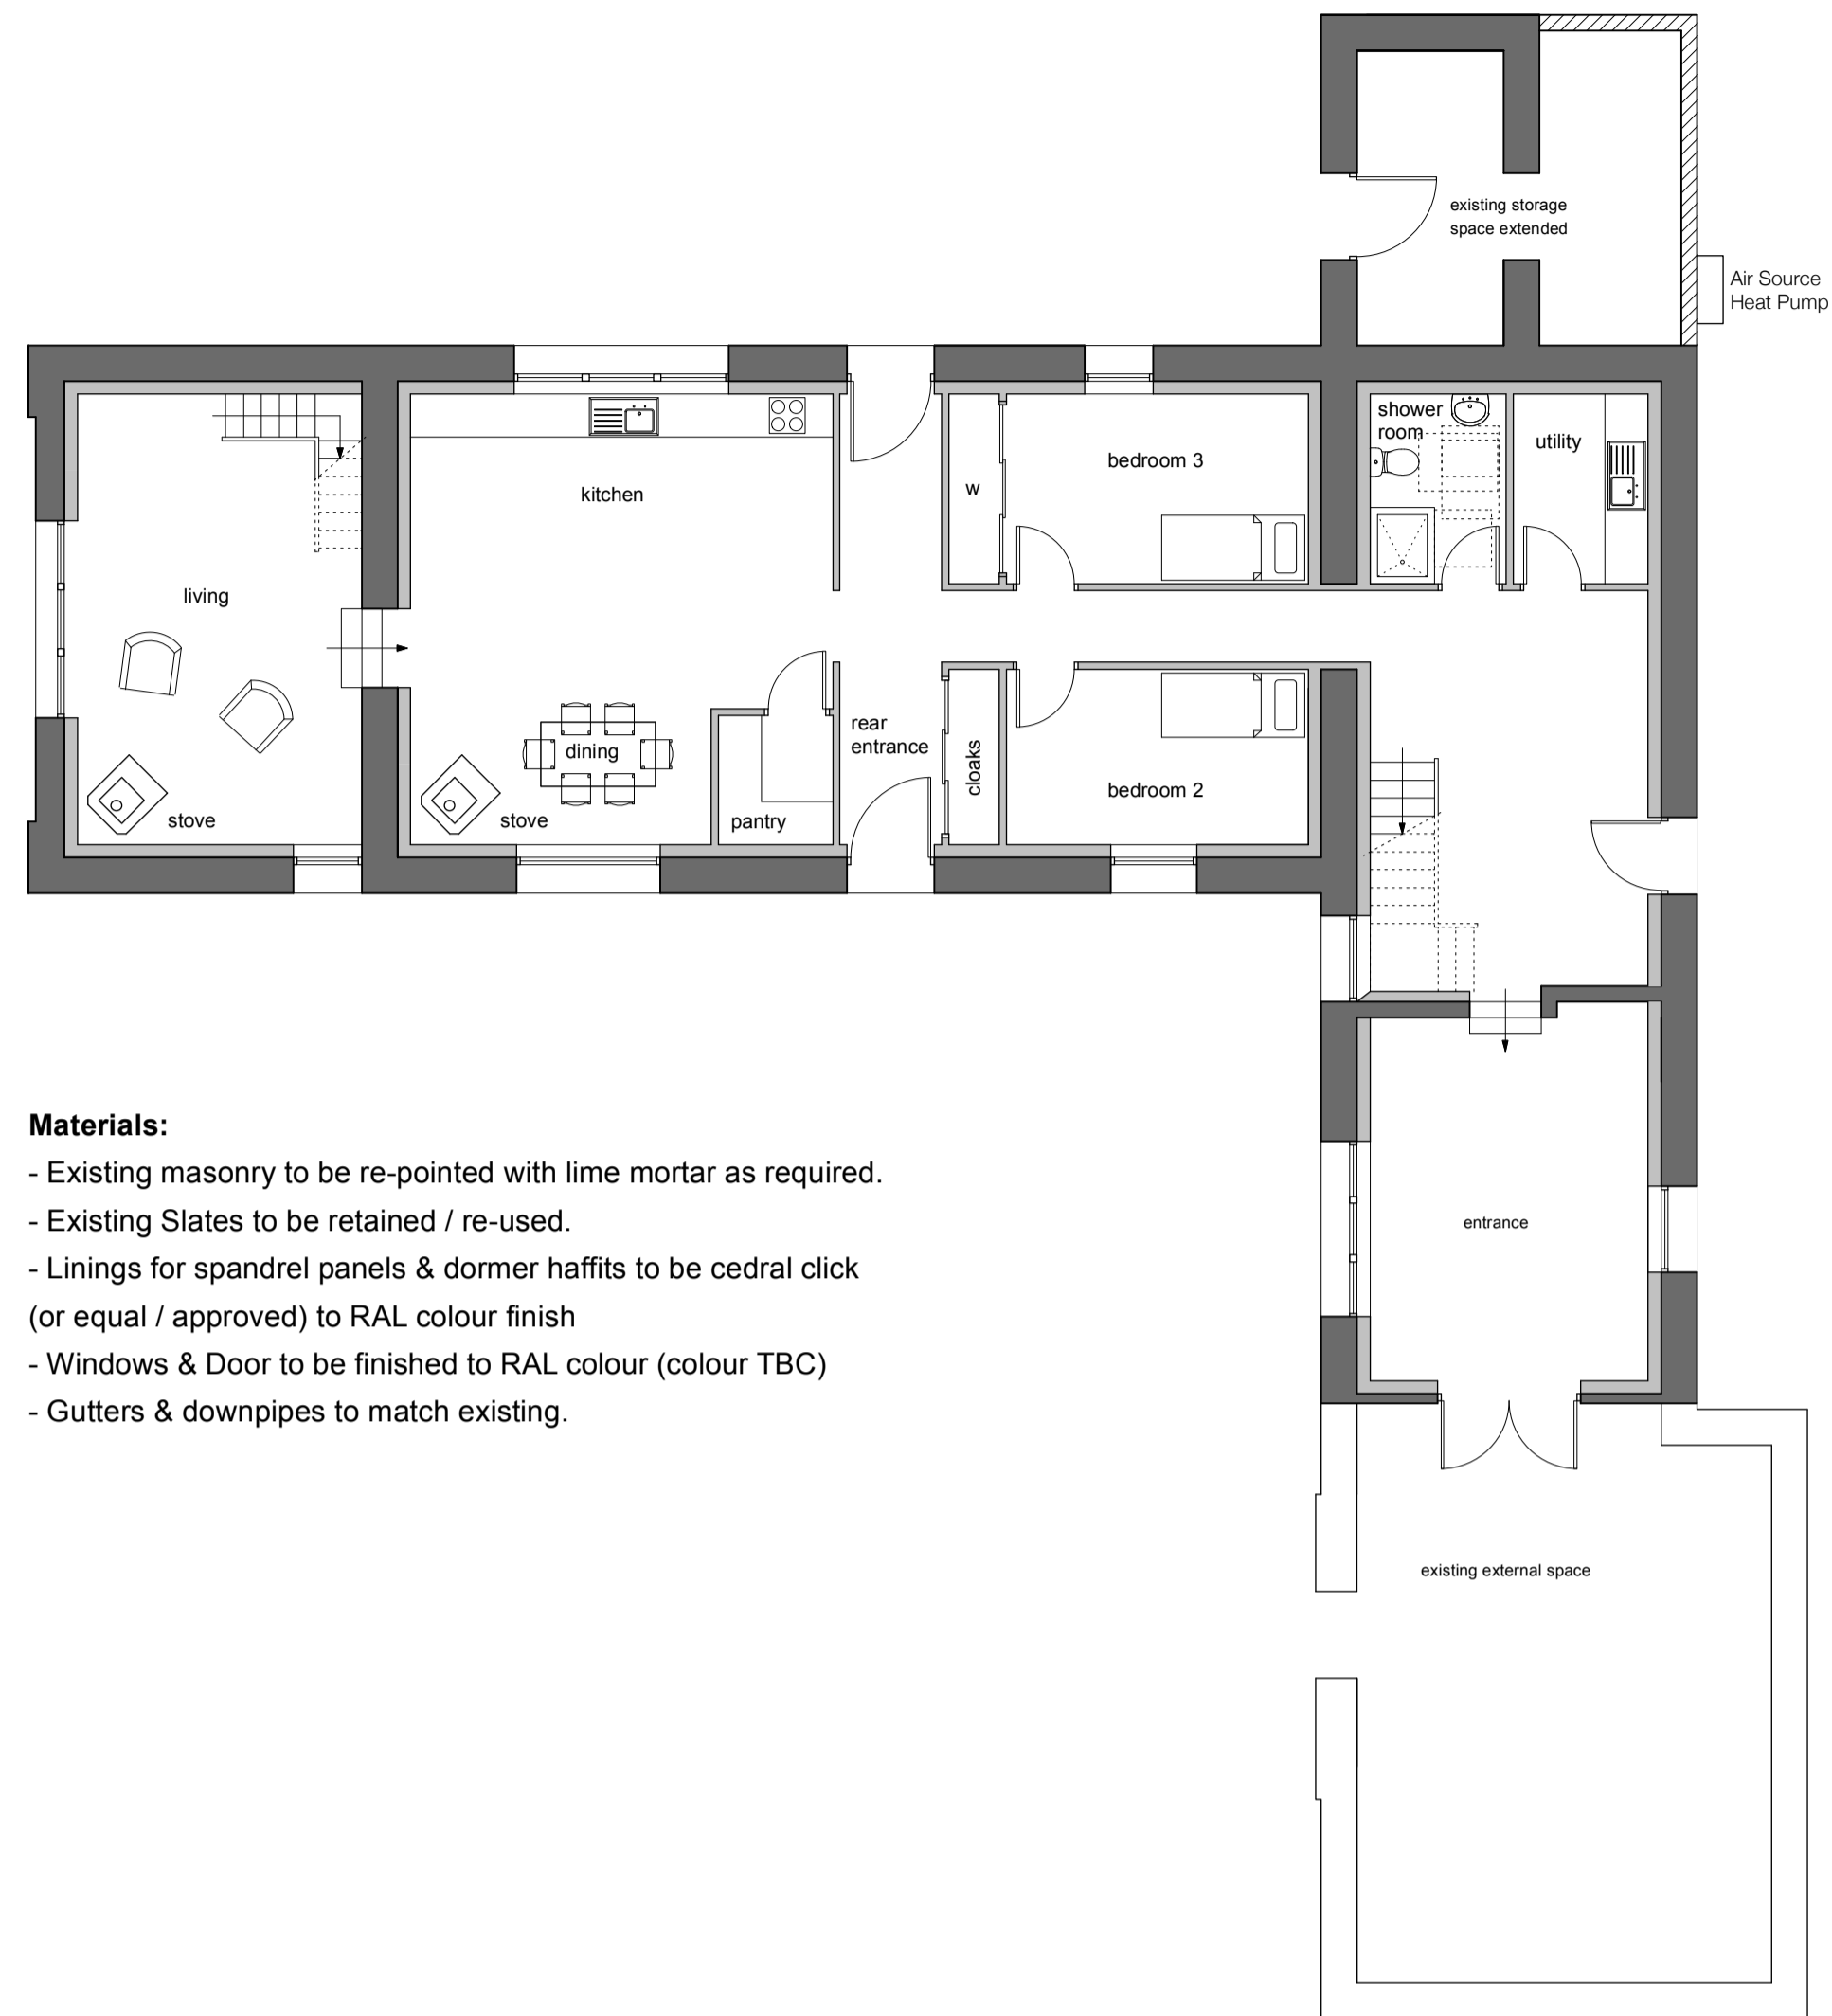 existing storage
space extended
Air Source
Heat Pump
shower
room
utility
bedroom 3
w
kitchen
living
rear
entrance
dining
cloaks
bedroom 2
stove
stove
pantry
Materials:
- Existing masonry to be re-pointed with lime mortar as required.
- Existing Slates to be retained / re-used.
- Linings for spandrel panels & dormer haffits to be cedral click
(or equal / approved) to RAL colour finish
- Windows & Door to be finished to RAL colour (colour TBC)
- Gutters & downpipes to match existing.
entrance
existing external space